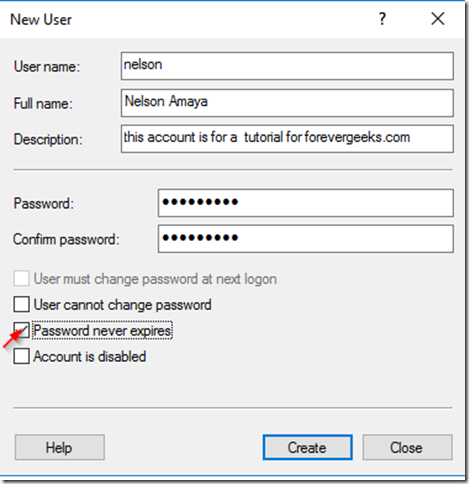 New User
?
User name: nelson
Full name: Nelson Amaya
Description: this account is for a tutorial for forevergeeks.com
Password: ●●●●●●●●●
Confirm password: ●●●●●●●●●
User must change password at next logon
User cannot change password
Password never expires
Account is disabled
Help Create Close